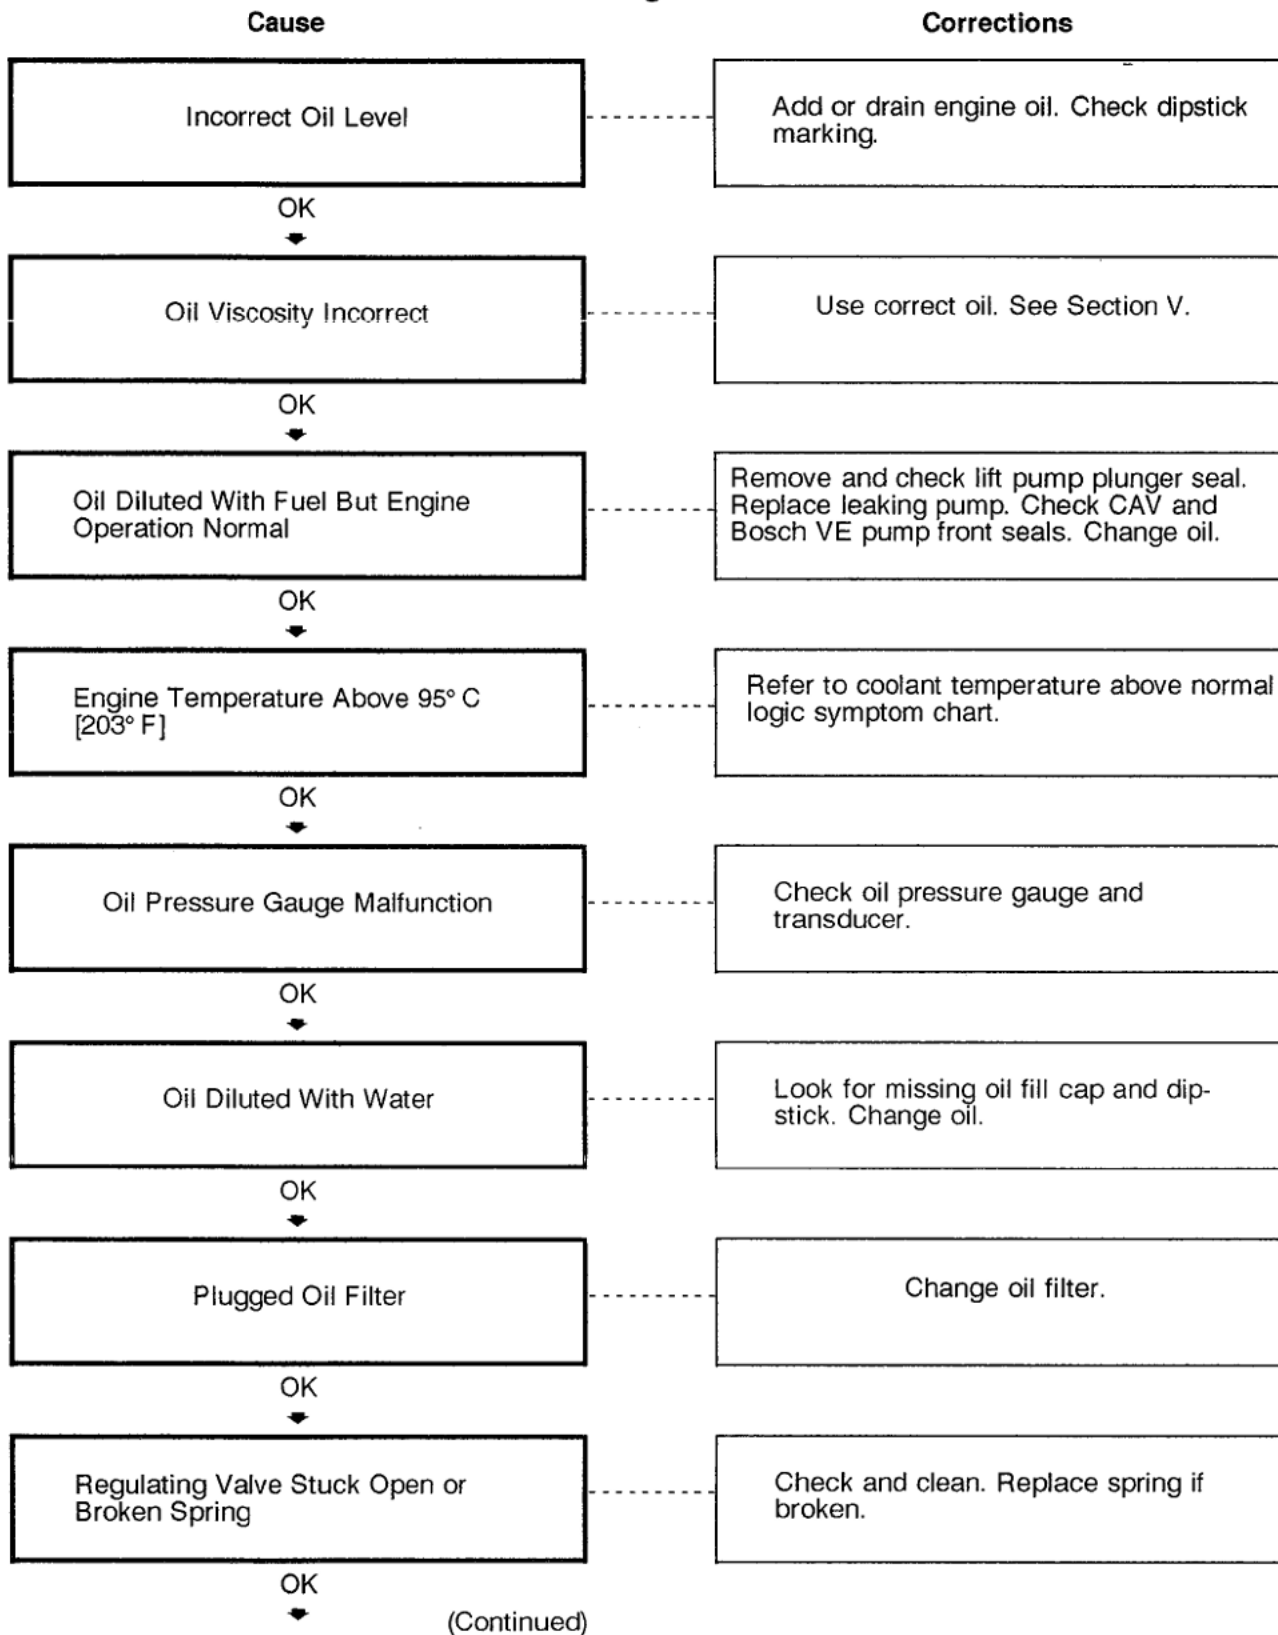 Cause
Corrections
Incorrect Oil Level
Add or drain engine oil. Check dipstick
marking.
OK
Oil Viscosity Incorrect
Use correct oil. See Section V.
OK
Oil Diluted With Fuel But Engine
Operation Normal
Remove and check lift pump plunger seal.
Replace leaking pump. Check CAV and
Bosch VE pump front seals. Change oil.
OK
Engine Temperature Above 95° C
[203° F]
Refer to coolant temperature above normal
logic symptom chart.
OK
Oil Pressure Gauge Malfunction
Check oil pressure gauge and
transducer.
OK
Oil Diluted With Water
Look for missing oil fill cap and dip-
stick. Change oil.
OK
Plugged Oil Filter
Change oil filter.
OK
Regulating Valve Stuck Open or
Broken Spring
Check and clean. Replace spring if
broken.
OK
(Continued)